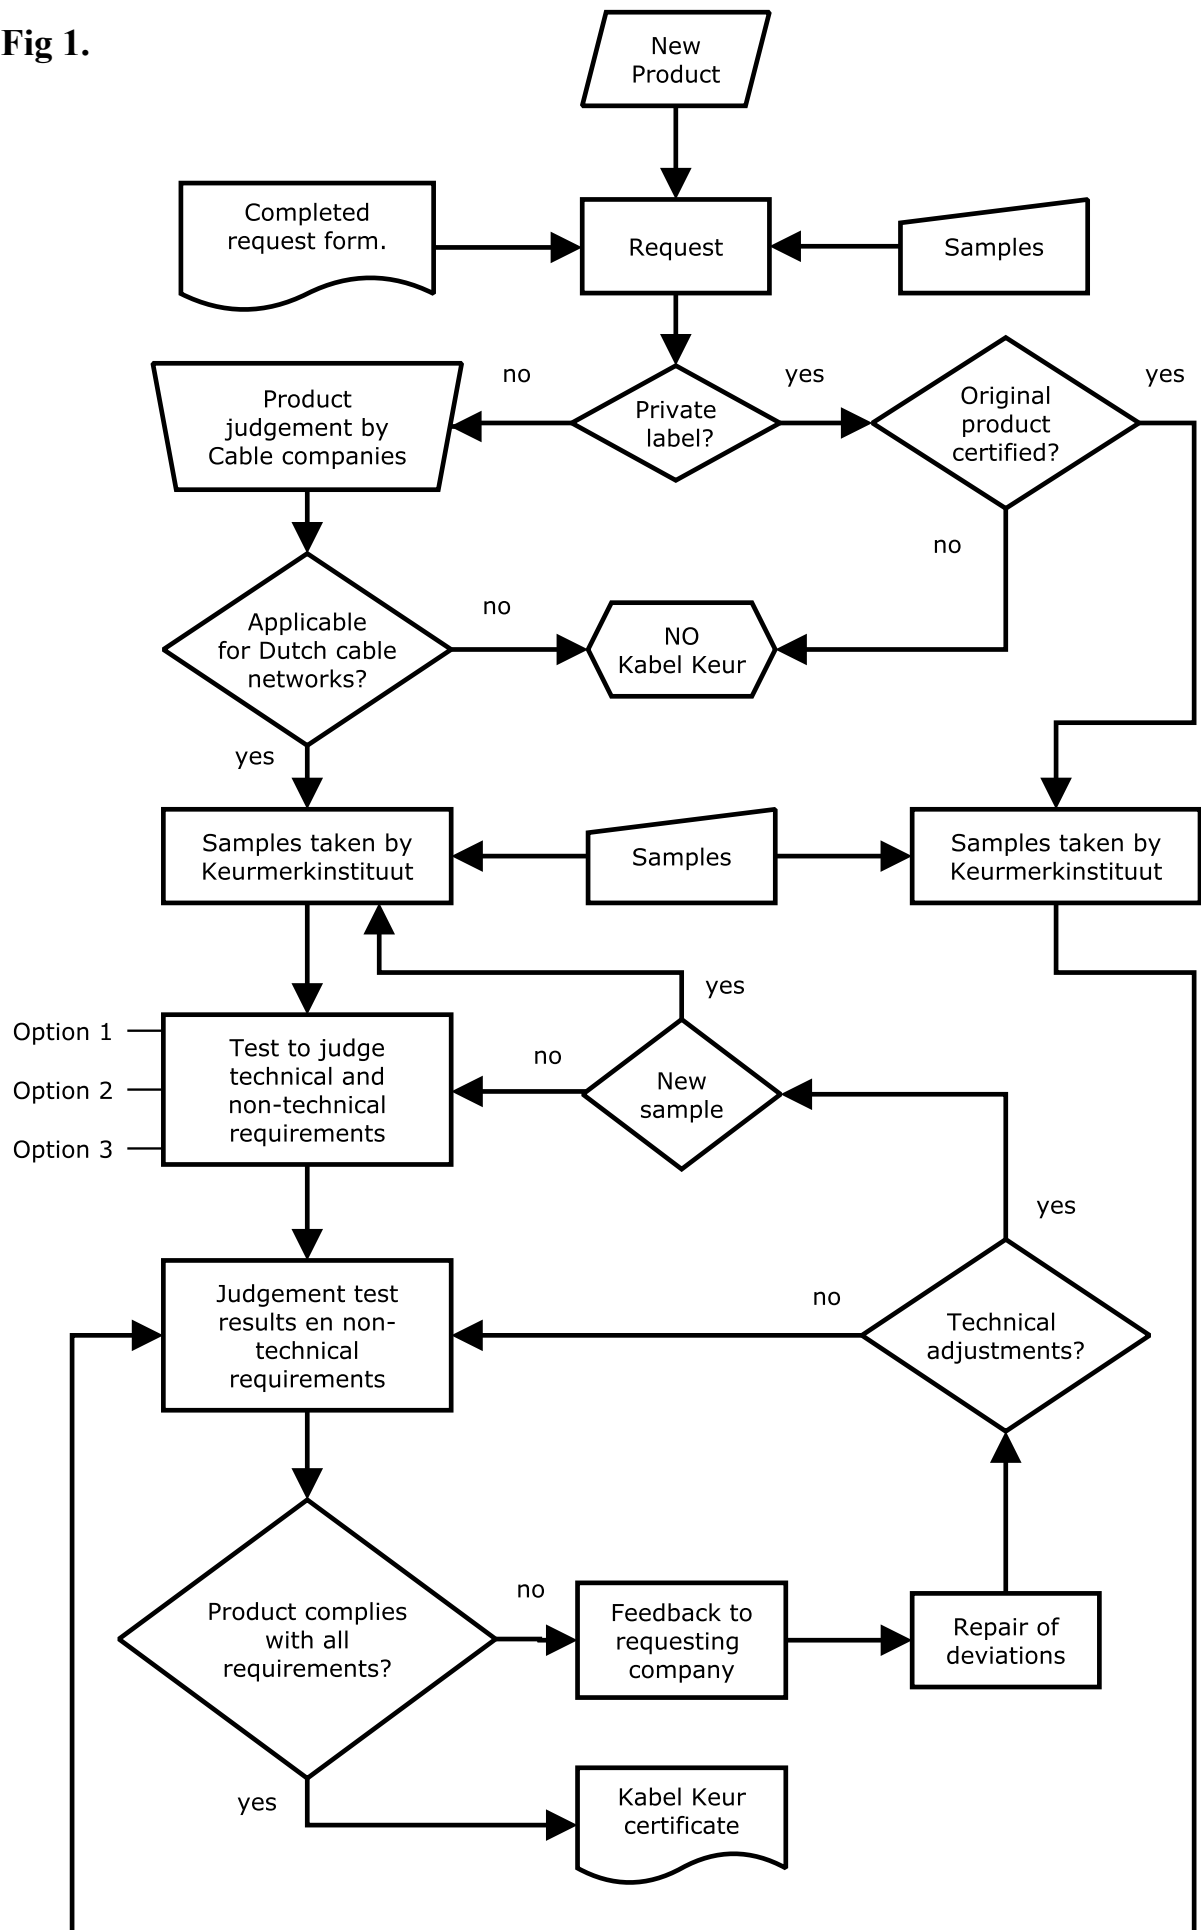 Fig 1.
New
Product
Completed
request form.
Request
Samples
no
yes
yes
Product
judgement by
Cable companies
Private
label?
Original
product
certified?
no
no
Applicable
for Dutch cable
networks?
NO
Kabel Keur
yes
Samples taken by
Keurmerkinstituut
Samples
Samples taken by
Keurmerkinstituut
yes
Option 1
Option 2
Option 3
Test to judge
technical and
non-technical
requirements
no
New
sample
yes
Judgement test
results en non-
technical
requirements
no
Technical
adjustments?
Product complies
with all
requirements?
no
Feedback to
requesting
company
Repair of
deviations
yes
Kabel Keur
certificate